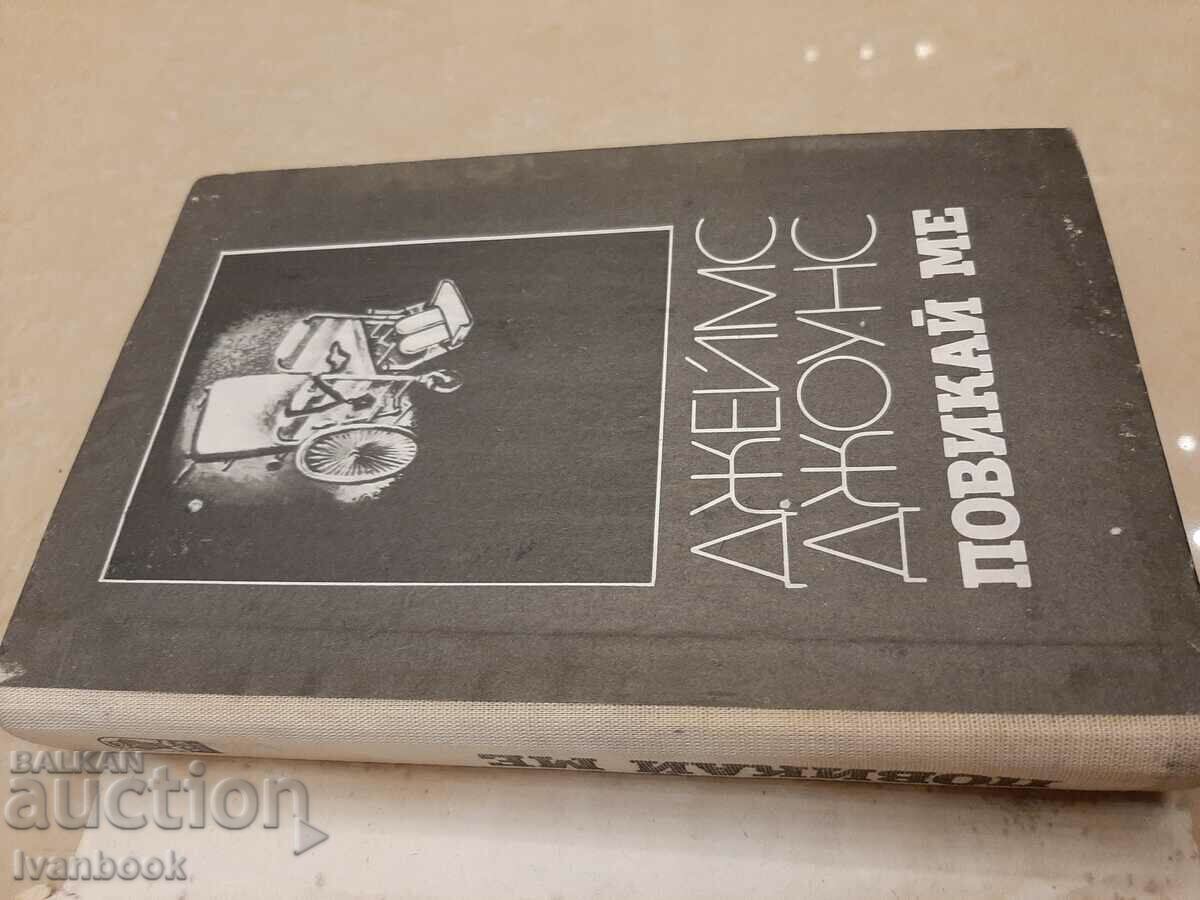 ДЖЕЙМС
ДЖОУНС
ПОВИКАЙ МЕ
ПОВИКАЙ МЕ
BALKAN
auction
Ivanbook